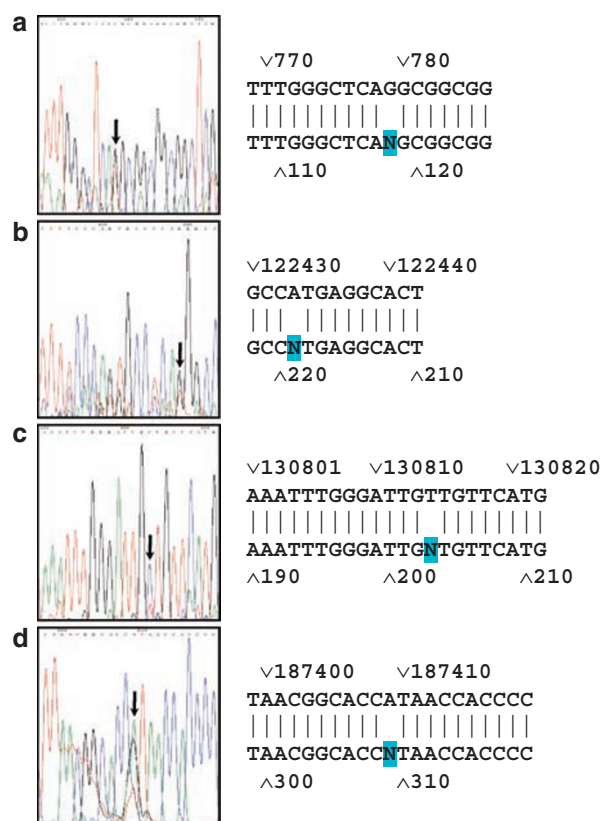 a
∨770 ∨780
TTTGGGCTCAGGCGGCGG
||||||||||  |||||||
TTTGGGCTCANGCGGCGG
∧110 ∧120
b
∨122430 ∨122440
GCCATGAGGCACT
||| |||||||||
GCCNTGAGGCACT
∧220 ∧210
c
∨130801 ∨130810 ∨130820
AAATTTGGGATTGTTGTTCATG
||||||||||||| ||||||||
AAATTTGGGATTGNTGTTCATG
∧190 ∧200 ∧210
d
∨187400 ∨187410
TAACGGCACCATAACCACCCC
|||||||||| ||||||||||
TAACGGCACCNTAACCACCCC
∧300 ∧310